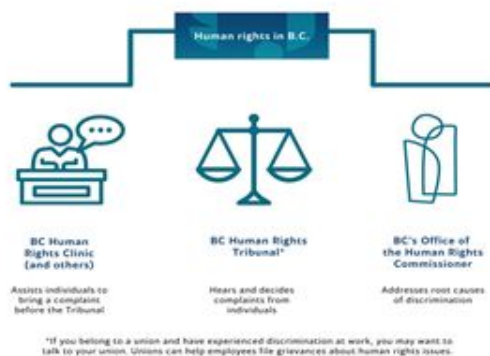 Human rights in B.C.
BC Human
Rights Clinic
(and others)
Assists individuals to
bring a complaint
before the Tribunal
BC Human Rights
Tribunal*
Hears and decides
complaints from
individuals
BC's Office of
the Human Rights
Commissioner
Addresses root causes
of discrimination
*If you belong to a union and have experienced discrimination at work, you may want to
talk to your union. Unions can help employees file grievances about human rights issues.